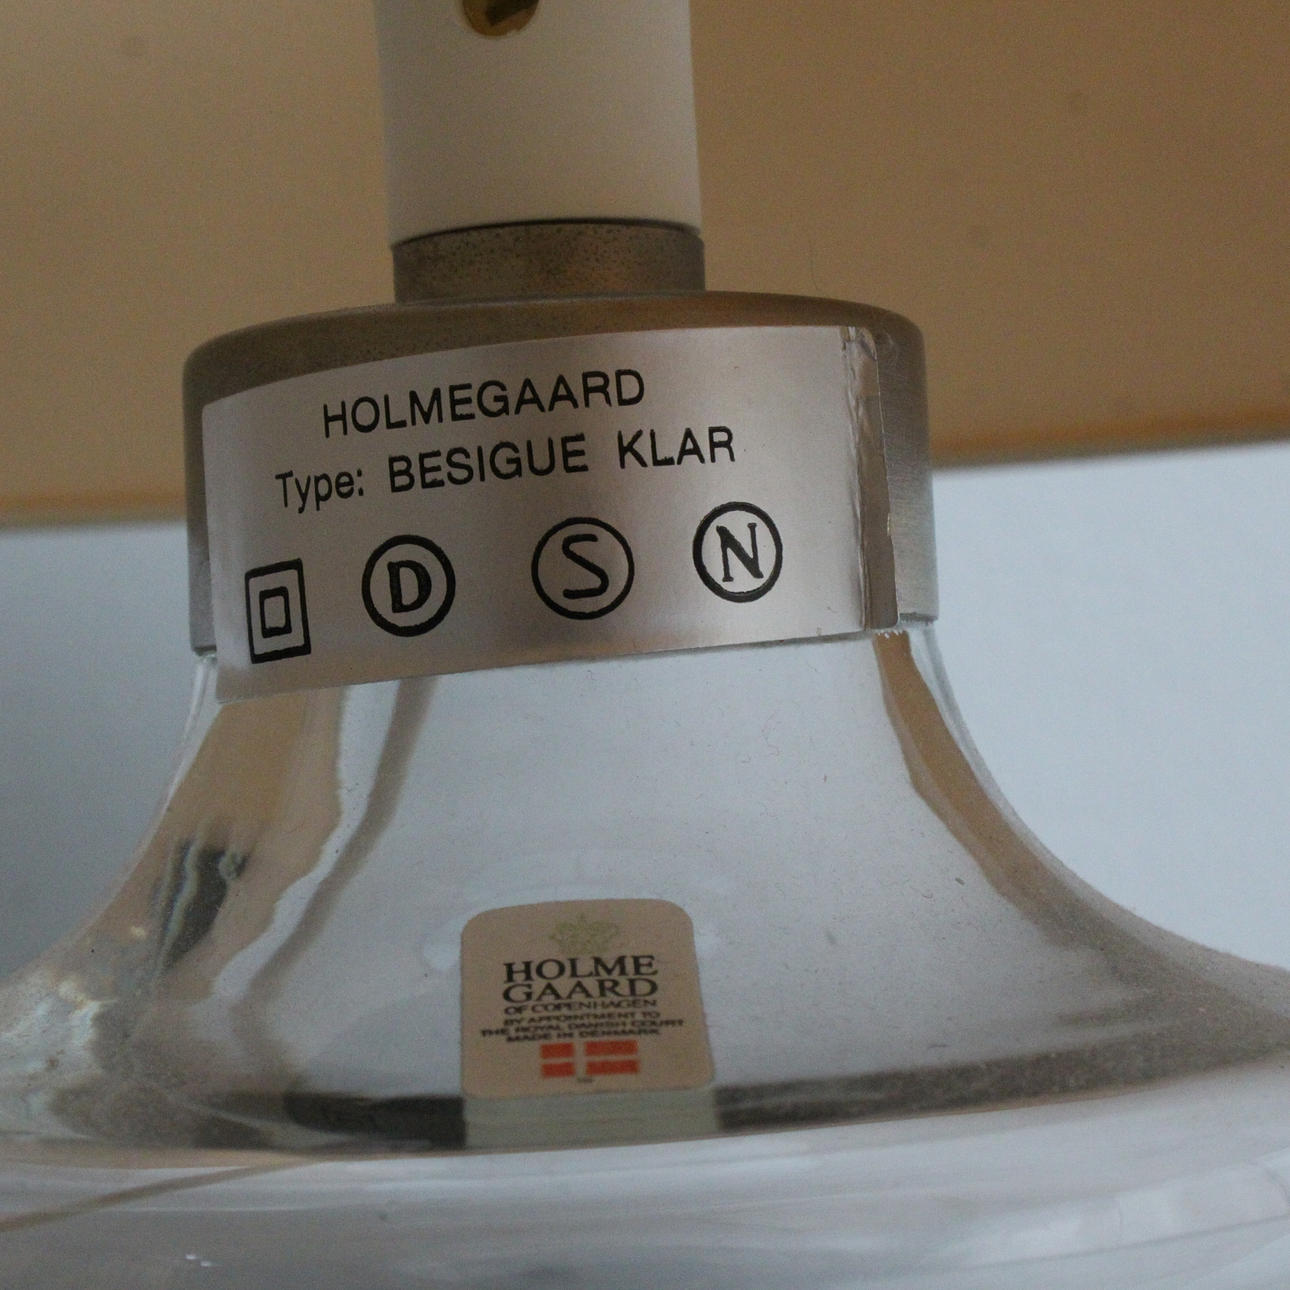 HOLMEGAARD
Type: BESIGUE KLAR
D S N
HOLME
GAARD
OF COPENHAGEN
BY APPOINTMENT TO
THE ROYAL DANISH COURT
MADE IN DENMARK